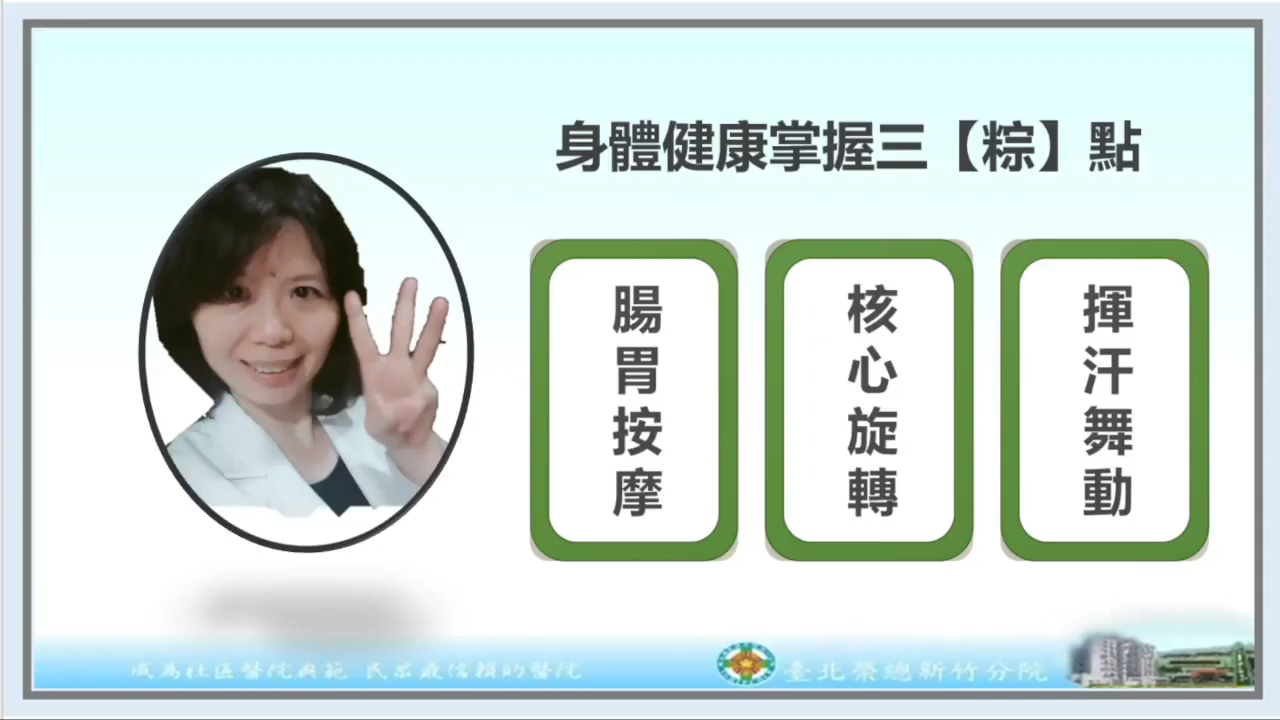 身體健康掌握三【粽】點
腸胃按摩
核心旋轉
揮汗舞動
成為社區醫院典範 民眾最信賴的醫院
臺北榮總新竹分院